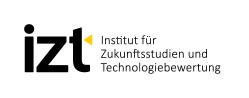 izt
Institut für
Zukunftsstudien und
Technologiebewertung